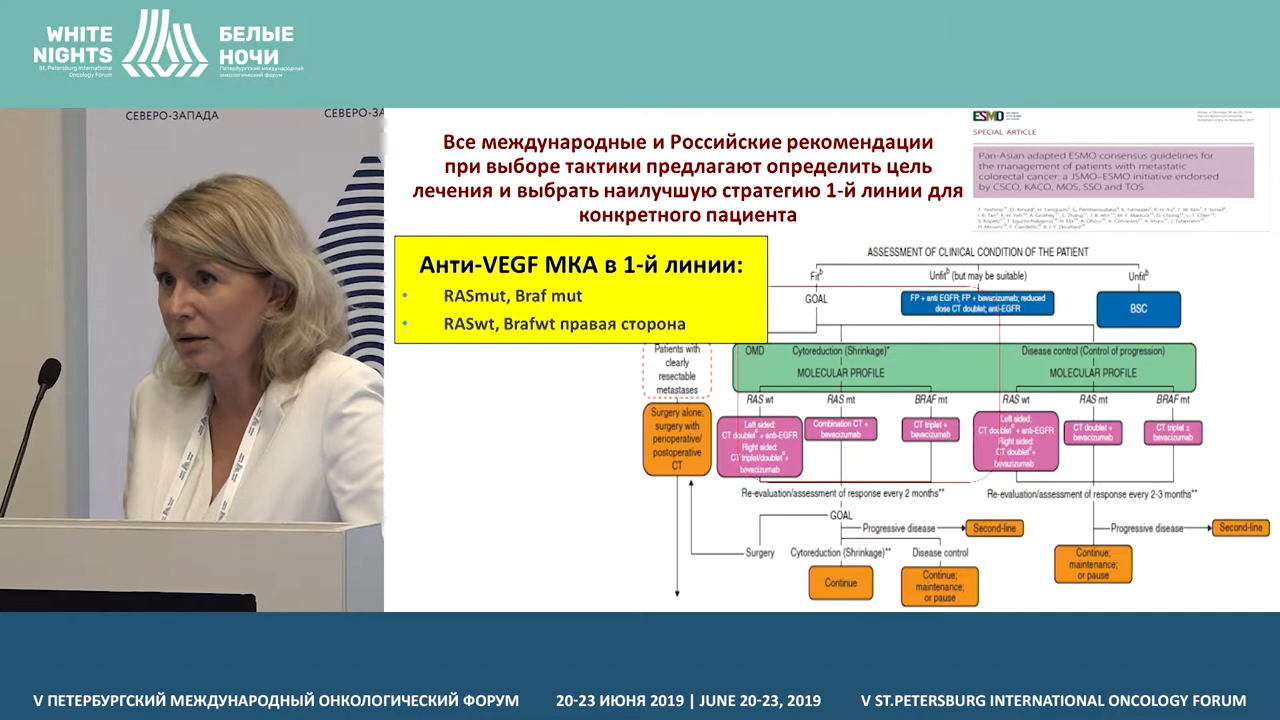 WHITE
NIGHTS
St. Petersburg International
Oncology Forum
БЕЛЫЕ
НОЧИ
Петербургский международный
онкологический форум
СЕВЕРО-ЗАПАДА
СЕВЕРО-ЗА
Все международные и Российские рекомендации
при выборе тактики предлагают определить цель
лечения и выбрать наилучшую стратегию 1-й линии для
конкретного пациента
ESMO
SPECIAL ARTICLE
Pan-Asian adapted ESMO consensus guidelines for
the management of patients with metastatic
colorectal cancer: a JSMO–ESMO initiative endorsed
by CSCO, KACO, MOS, SSO and TOS
Анти-VEGF МКА в 1-й линии:
• RASmut, Braf mut
• RASwt, Brafwt правая сторона
ASSESSMENT OF CLINICAL CONDITION OF THE PATIENT
Fitᵇ
Unfitᵇ (but may be suitable)
Unfitᵇ
GOAL
FP + anti EGFR; FP + bevacizumab; reduced
dose CT doublet; anti-EGFR
BSC
Patients with
clearly
resectable
metastases
OMD
Cytoreduction (Shrinkage)*
MOLECULAR PROFILE
Disease control (Control of progression)
MOLECULAR PROFILE
RAS wt
RAS mt
BRAF mt
RAS wt
RAS mt
BRAF mt
Surgery alone;
surgery with
perioperative/
postoperative
CT
Left sided:
CT doublet + anti-EGFR
Right sided:
CT triplet/doublet +
bevacizumab
Combination CT +
bevacizumab
CT triplet +
bevacizumab
Left sided:
CT doublet + anti-EGFR
Right sided:
CT doublet +
bevacizumab
CT doublet +
bevacizumab
CT triplet ±
bevacizumab
Re-evaluation/assessment of response every 2 months**
Re-evaluation/assessment of response every 2-3 months**
GOAL
Progressive disease
Second-line
Progressive disease
Second-line
Surgery
Cytoreduction (Shrinkage)**
Disease control
Continue
Continue;
maintenance;
or pause
Continue;
maintenance;
or pause
V ПЕТЕРБУРГСКИЙ МЕЖДУНАРОДНЫЙ ОНКОЛОГИЧЕСКИЙ ФОРУМ
20-23 ИЮНЯ 2019 | JUNE 20-23, 2019
V ST.PETERSBURG INTERNATIONAL ONCOLOGY FORUM